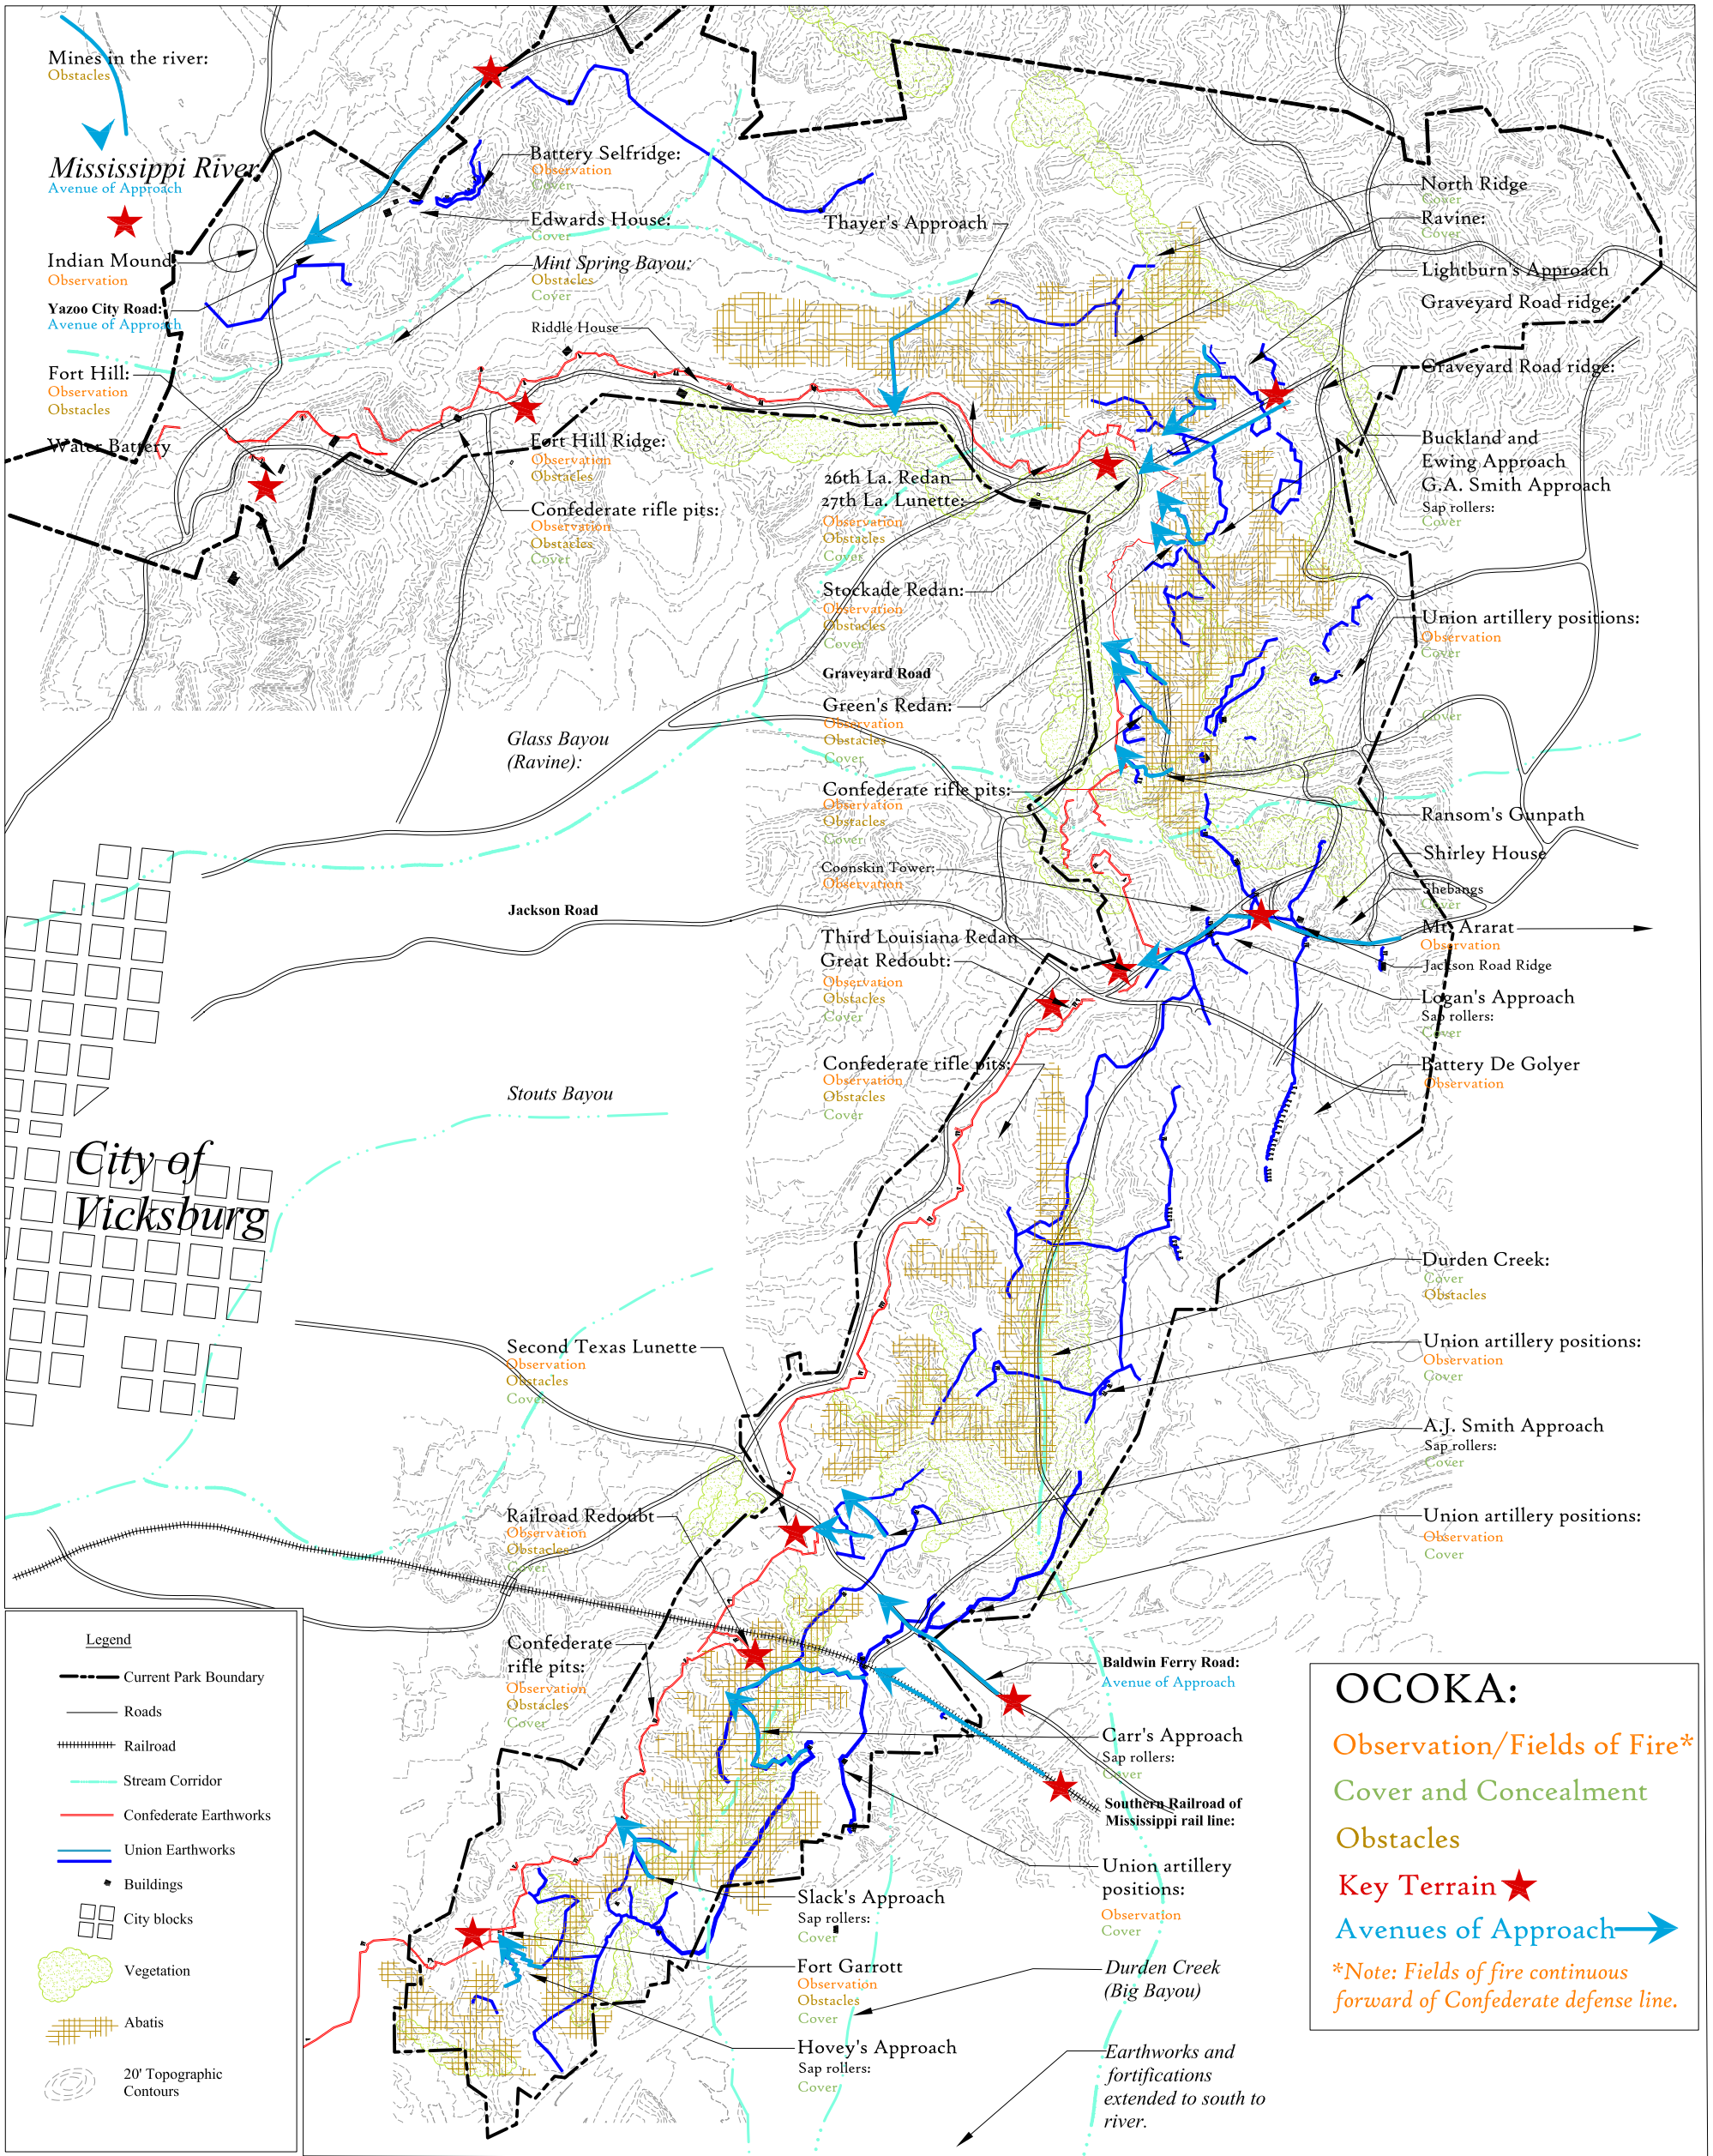 Mines in the river:
Obstacles
Mississippi River
Avenue of Approach
Indian Mound
Observation
Yazoo City Road:
Avenue of Approach
Fort Hill:
Observation
Obstacles
Water Battery
Battery Selfridge:
Observation
Cover
Edwards House:
Cover
Mint Spring Bayou:
Obstacles
Cover
Riddle House
Fort Hill Ridge:
Observation
Obstacles
Confederate rifle pits:
Observation
Obstacles
Cover
Thayer's Approach
26th La. Redan
27th La. Lunette:
Observation
Obstacles
Cover
Stockade Redan:
Observation
Obstacles
Cover
Graveyard Road
Green's Redan:
Observation
Obstacles
Cover
Confederate rifle pits:
Observation
Obstacles
Cover
Coonskin Tower:
Observation
Third Louisiana Redan
Great Redoubt:
Observation
Obstacles
Cover
Confederate rifle pits:
Observation
Obstacles
Cover
North Ridge
Cover
Ravine:
Cover
Lightburn's Approach
Graveyard Road ridge:
Graveyard Road ridge:
Buckland and
Ewing Approach
G.A. Smith Approach
Sap rollers:
Cover
Union artillery positions:
Observation
Cover
Cover
Ransom's Gunpath
Shirley House
Shebangs
Cover
Mt. Ararat
Observation
Jackson Road Ridge
Logan's Approach
Sap rollers:
Cover
Battery De Golyer
Observation
Durden Creek:
Cover
Obstacles
Union artillery positions:
Observation
Cover
A.J. Smith Approach
Sap rollers:
Cover
Union artillery positions:
Observation
Cover
Glass Bayou
(Ravine):
Jackson Road
Stouts Bayou
City of
Vicksburg
Second Texas Lunette
Observation
Obstacles
Cover
Railroad Redoubt
Observation
Obstacles
Cover
Confederate
rifle pits:
Observation
Obstacles
Cover
Baldwin Ferry Road:
Avenue of Approach
Carr's Approach
Sap rollers:
Cover
Southern Railroad of
Mississippi rail line:
Union artillery
positions:
Observation
Cover
Slack's Approach
Sap rollers:
Cover
Fort Garrott
Observation
Obstacles
Cover
Hovey's Approach
Sap rollers:
Cover
Durden Creek
(Big Bayou)
Earthworks and
fortifications
extended to south to
river.
Legend
Current Park Boundary
Roads
Railroad
Stream Corridor
Confederate Earthworks
Union Earthworks
Buildings
City blocks
Vegetation
Abatis
20' Topographic
Contours
OCOKA:
Observation/Fields of Fire*
Cover and Concealment
Obstacles
Key Terrain
Avenues of Approach
*Note: Fields of fire continuous
forward of Confederate defense line.